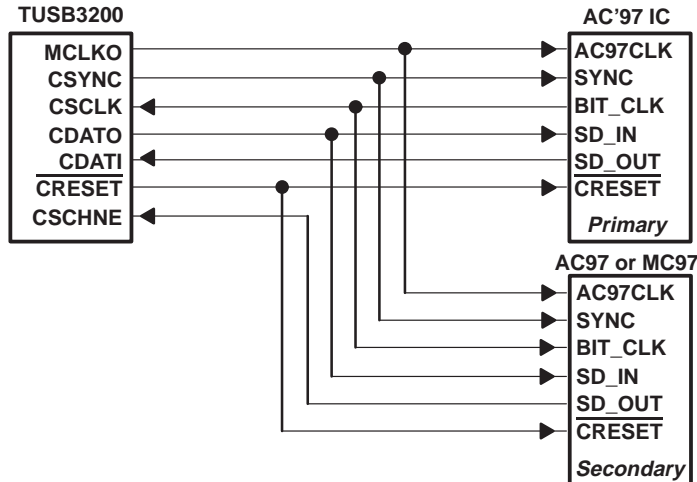 TUSB3200
MCLKO
CSYNC
CSCLK
CDATO
CDATI
CRESET
CSCHNE
AC'97 IC
AC97CLK
SYNC
BIT_CLK
SD_IN
SD_OUT
CRESET
Primary
AC97 or MC97
AC97CLK
SYNC
BIT_CLK
SD_IN
SD_OUT
CRESET
Secondary